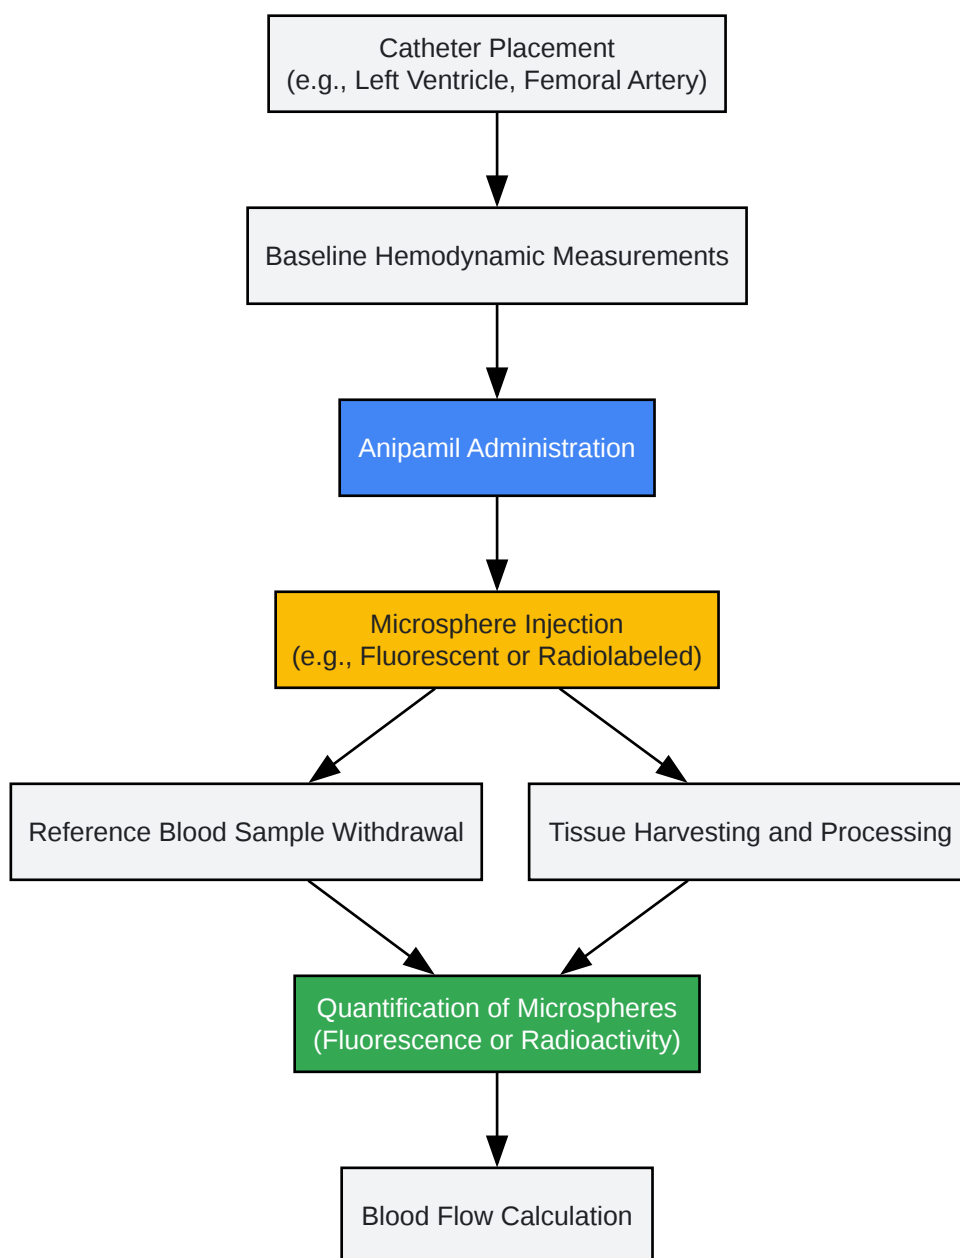 Catheter Placement
(e.g., Left Ventricle, Femoral Artery)
Baseline Hemodynamic Measurements
Anipamil Administration
Microsphere Injection
(e.g., Fluorescent or Radiolabeled)
Reference Blood Sample Withdrawal
Tissue Harvesting and Processing
Quantification of Microspheres
(Fluorescence or Radioactivity)
Blood Flow Calculation